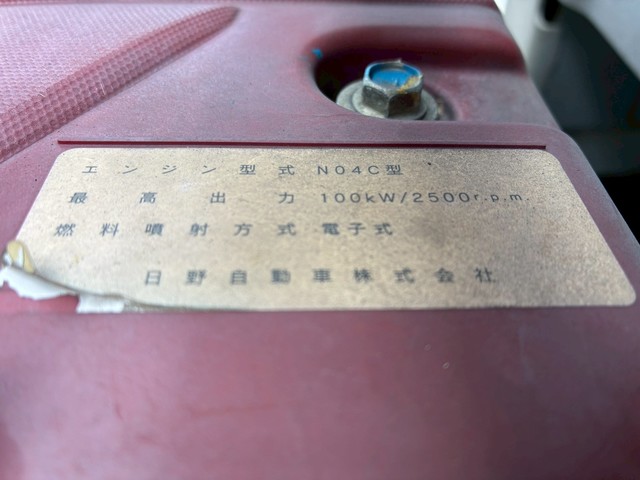 エンジン型式 N04C型
最高出力 100kW/2500r.p.m.
燃料噴射方式 電子式
日野自動車株式会社